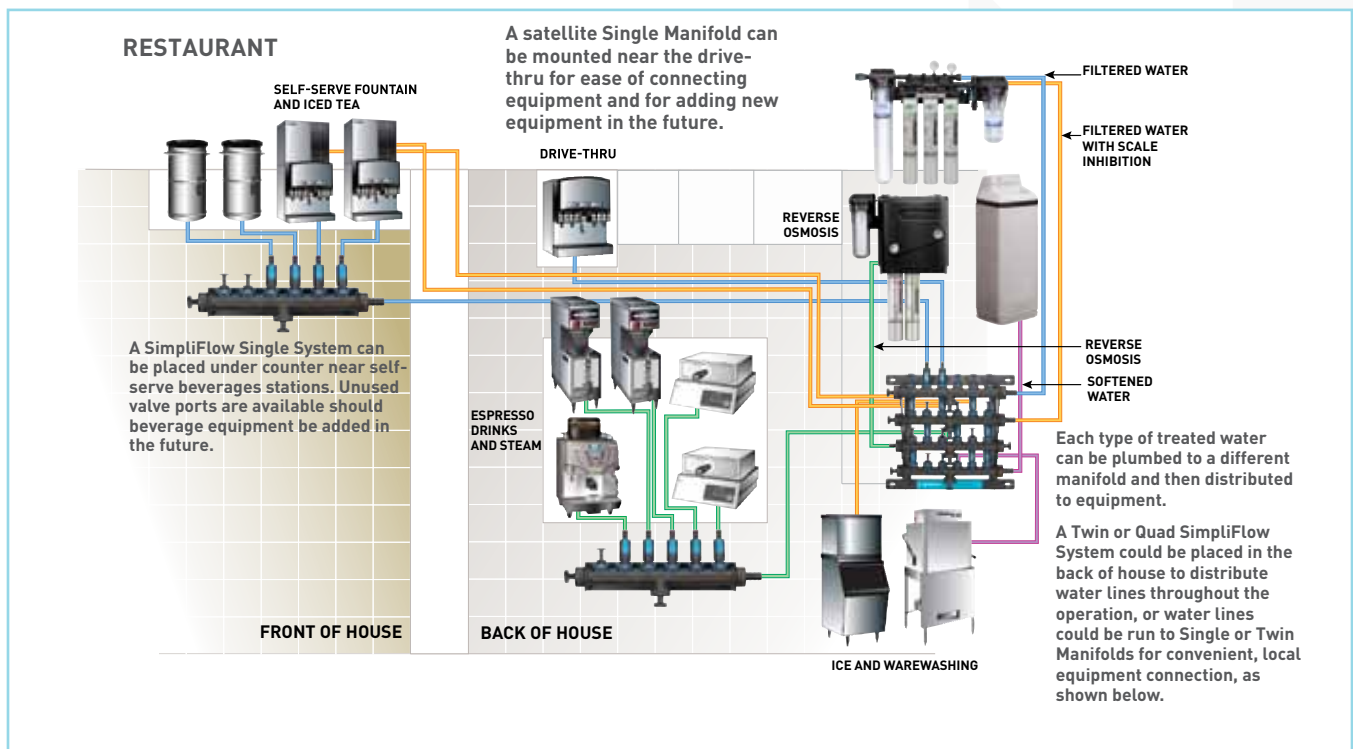 RESTAURANT
A satellite Single Manifold can
be mounted near the drive-
thru for ease of connecting
equipment and for adding new
equipment in the future.
SELF-SERVE FOUNTAIN
AND ICED TEA
DRIVE-THRU
FILTERED WATER
FILTERED WATER
WITH SCALE
INHIBITION
REVERSE
OSMOSIS
A SimpliFlow Single System can
be placed under counter near self-
serve beverages stations. Unused
valve ports are available should
beverage equipment be added in
the future.
ESPRESSO
DRINKS
AND STEAM
REVERSE
OSMOSIS
SOFTENED
WATER
Each type of treated water
can be plumbed to a different
manifold and then distributed
to equipment.
A Twin or Quad SimpliFlow
System could be placed in the
back of house to distribute
water lines throughout the
operation, or water lines
could be run to Single or Twin
Manifolds for convenient, local
equipment connection, as
shown below.
FRONT OF HOUSE
BACK OF HOUSE
ICE AND WAREWASHING